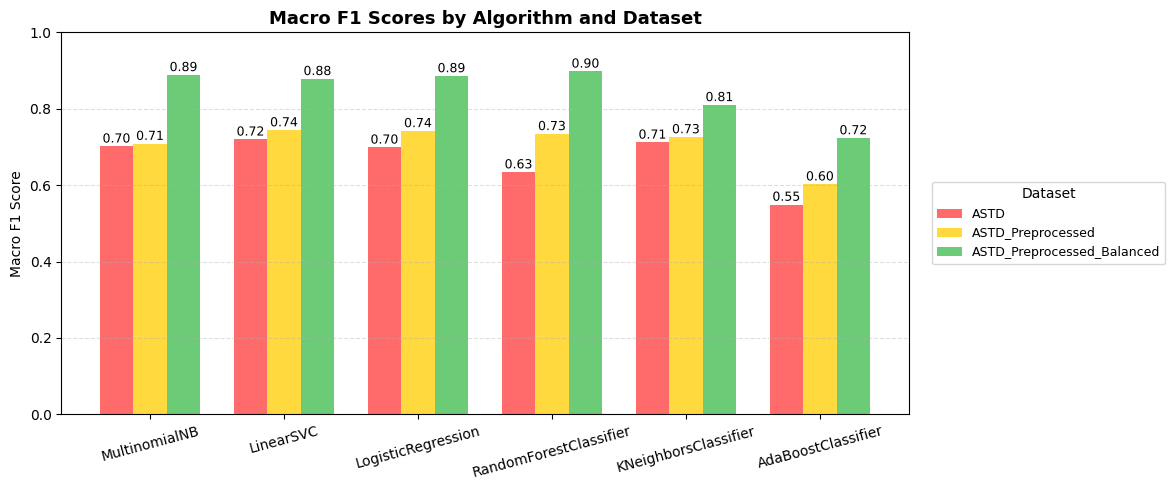 Macro F1 Scores by Algorithm and Dataset
Macro F1 Score
1.0
0.8
0.6
0.4
0.2
0.0
0.70 0.71 0.89
0.72 0.74 0.88
0.70 0.74 0.89
0.63 0.73 0.90
0.71 0.73 0.81
0.55 0.60 0.72
MultinomialNB
LinearSVC
LogisticRegression
RandomForestClassifier
KNeighborsClassifier
AdaBoostClassifier
Dataset
ASTD
ASTD_Preprocessed
ASTD_Preprocessed_Balanced